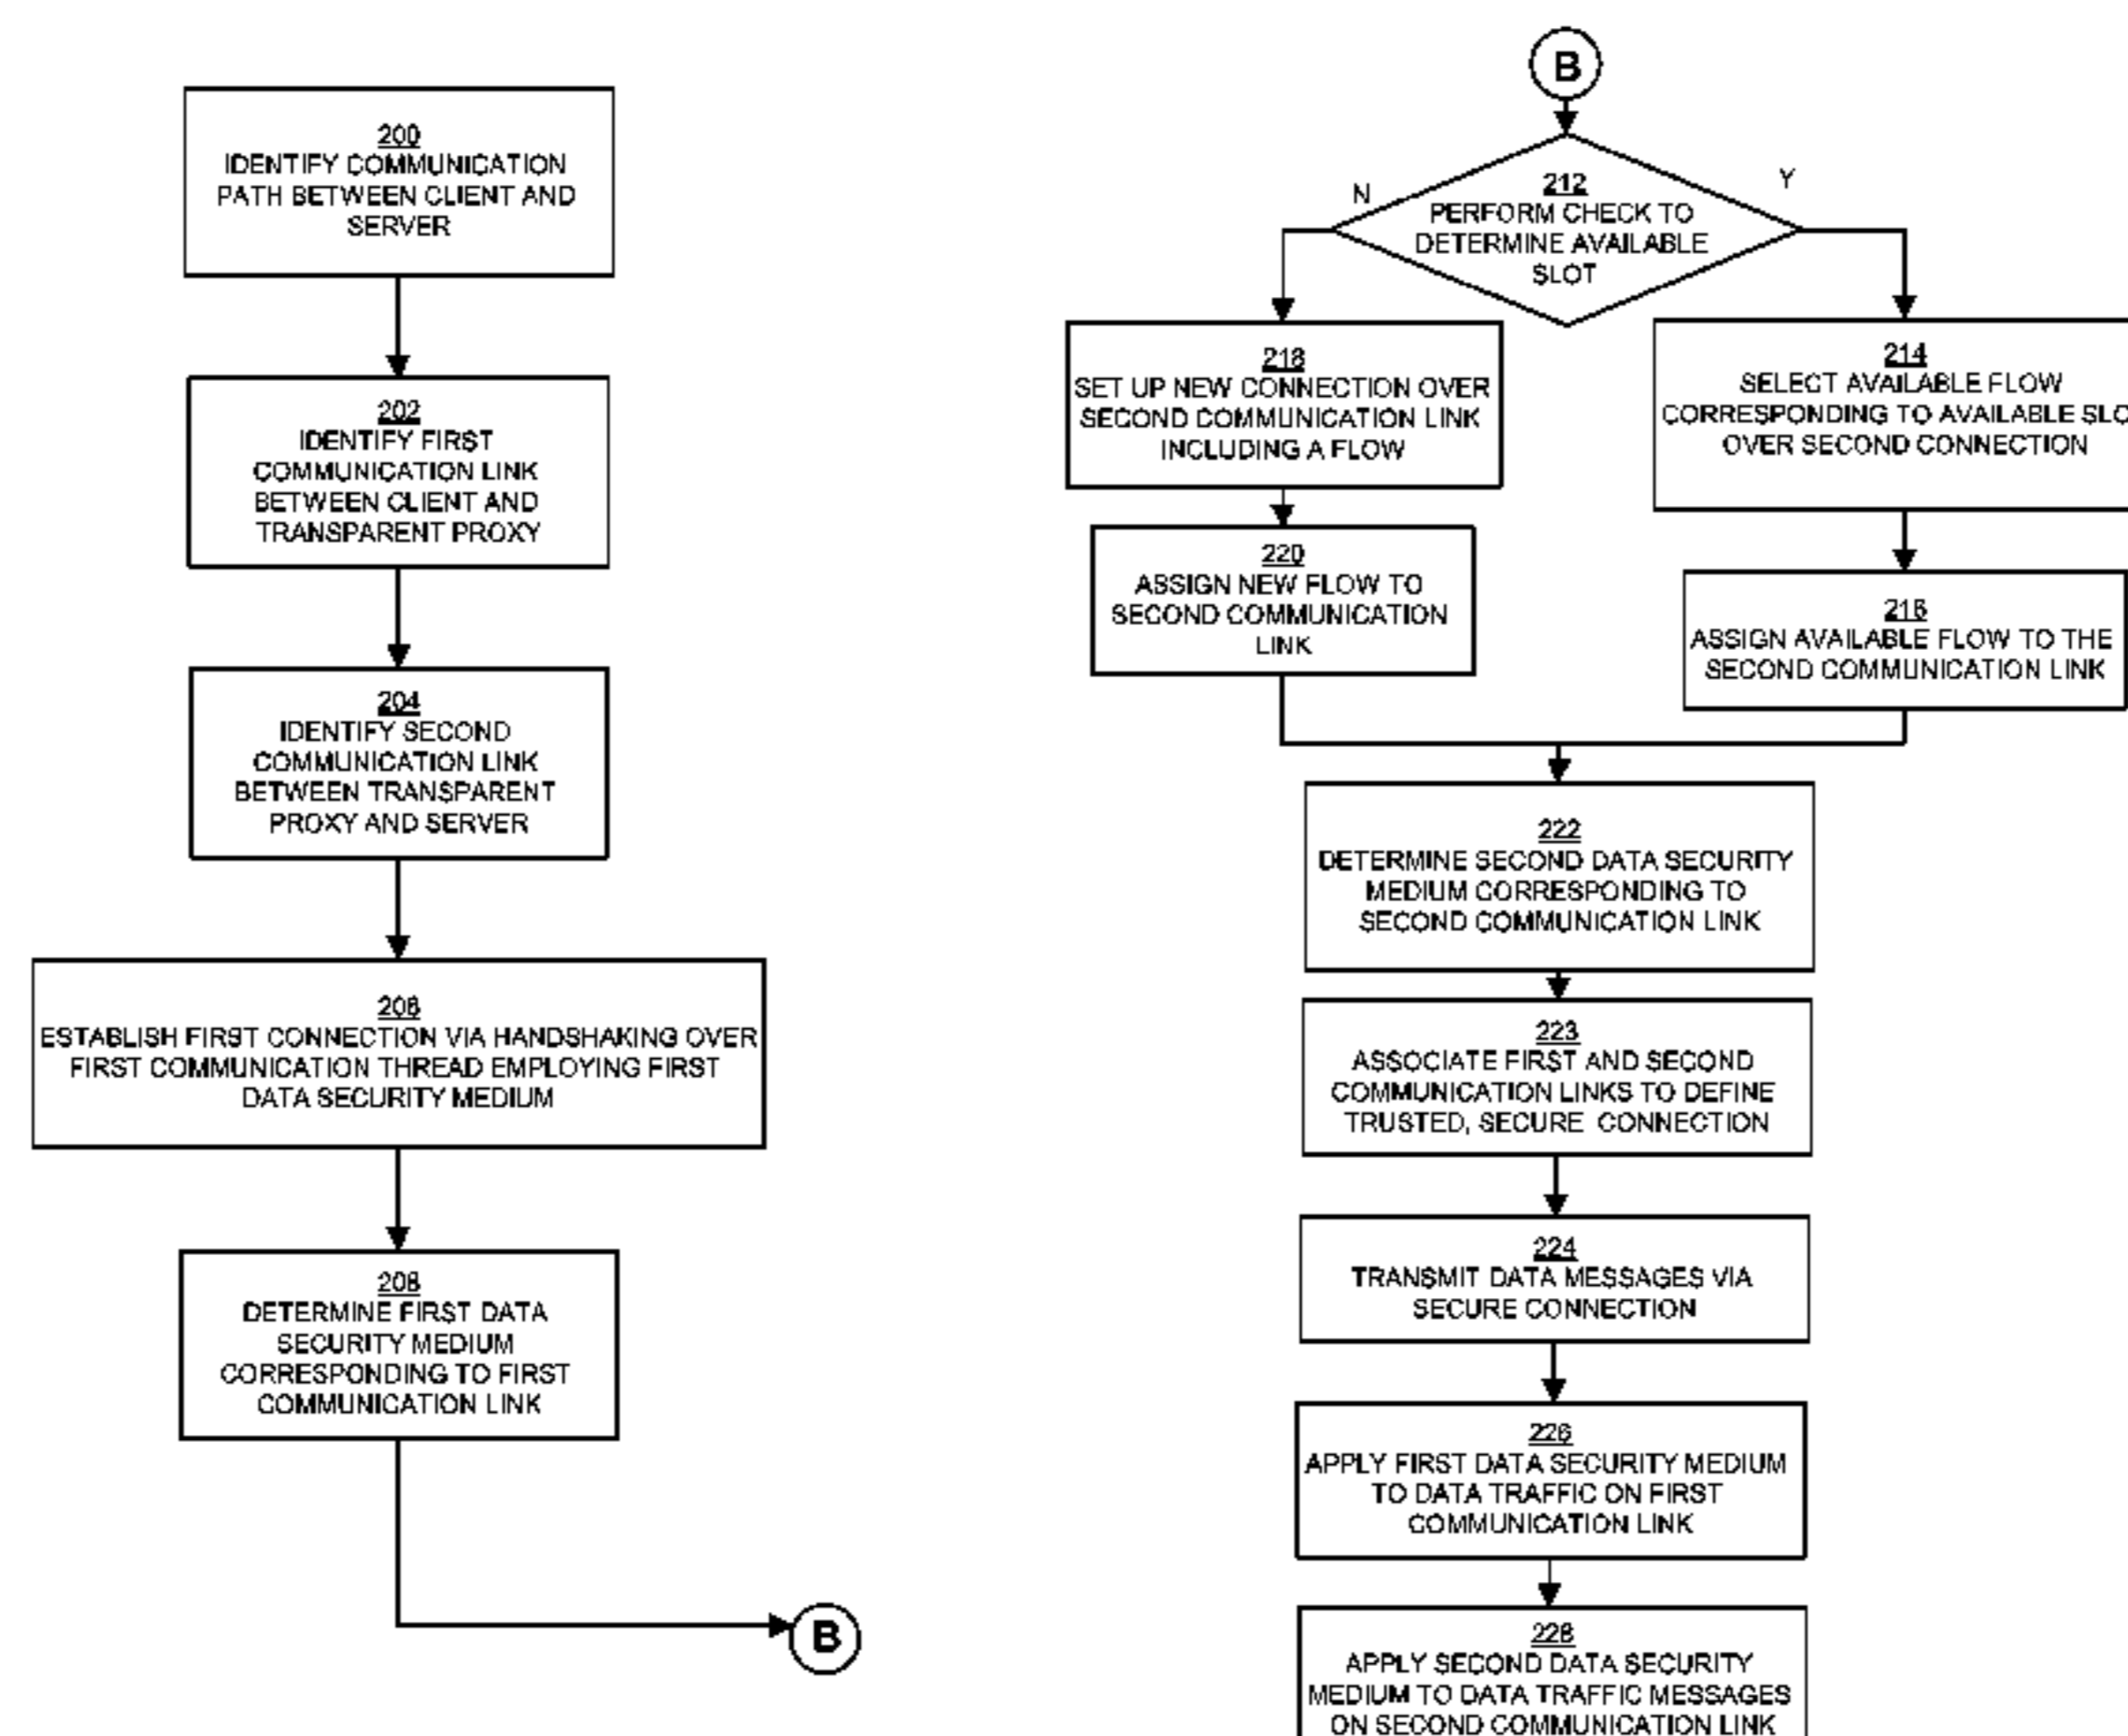 200
IDENTIFY COMMUNICATION
PATH BETWEEN CLIENT AND
SERVER
202
IDENTIFY FIRST
COMMUNICATION LINK
BETWEEN CLIENT AND
TRANSPARENT PROXY
204
IDENTIFY SECOND
COMMUNICATION LINK
BETWEEN TRANSPARENT
PROXY AND SERVER
206
ESTABLISH FIRST CONNECTION VIA HANDSHAKING OVER
FIRST COMMUNICATION THREAD EMPLOYING FIRST
DATA SECURITY MEDIUM
208
DETERMINE FIRST DATA
SECURITY MEDIUM
CORRESPONDING TO FIRST
COMMUNICATION LINK
B
B
212
PERFORM CHECK TO
DETERMINE AVAILABLE
SLOT
N
Y
218
SET UP NEW CONNECTION OVER
SECOND COMMUNICATION LINK
INCLUDING A FLOW
220
ASSIGN NEW FLOW TO
SECOND COMMUNICATION
LINK
214
SELECT AVAILABLE FLOW
CORRESPONDING TO AVAILABLE SLO
OVER SECOND CONNECTION
216
ASSIGN AVAILABLE FLOW TO THE
SECOND COMMUNICATION LINK
222
DETERMINE SECOND DATA SECURITY
MEDIUM CORRESPONDING TO
SECOND COMMUNICATION LINK
223
ASSOCIATE FIRST AND SECOND
COMMUNICATION LINKS TO DEFINE
TRUSTED, SECURE CONNECTION
224
TRANSMIT DATA MESSAGES VIA
SECURE CONNECTION
226
APPLY FIRST DATA SECURITY MEDIUM
TO DATA TRAFFIC ON FIRST
COMMUNICATION LINK
228
APPLY SECOND DATA SECURITY
MEDIUM TO DATA TRAFFIC MESSAGES
ON SECOND COMMUNICATION LINK